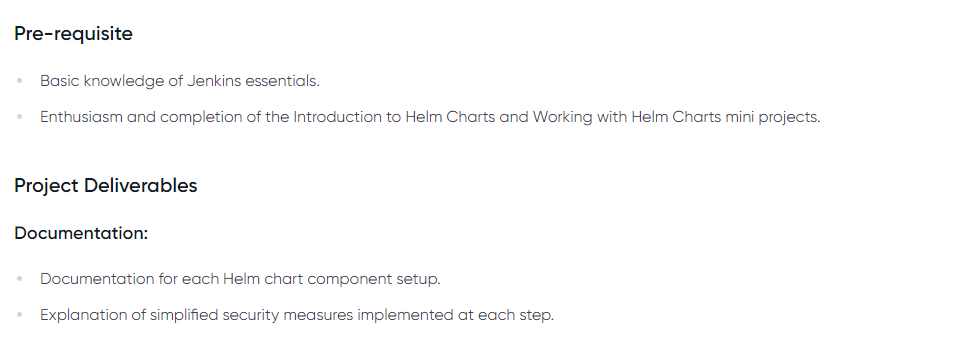 Pre-requisite
Basic knowledge of Jenkins essentials.
Enthusiasm and completion of the Introduction to Helm Charts and Working with Helm Charts mini projects.
Project Deliverables
Documentation:
Documentation for each Helm chart component setup.
Explanation of simplified security measures implemented at each step.